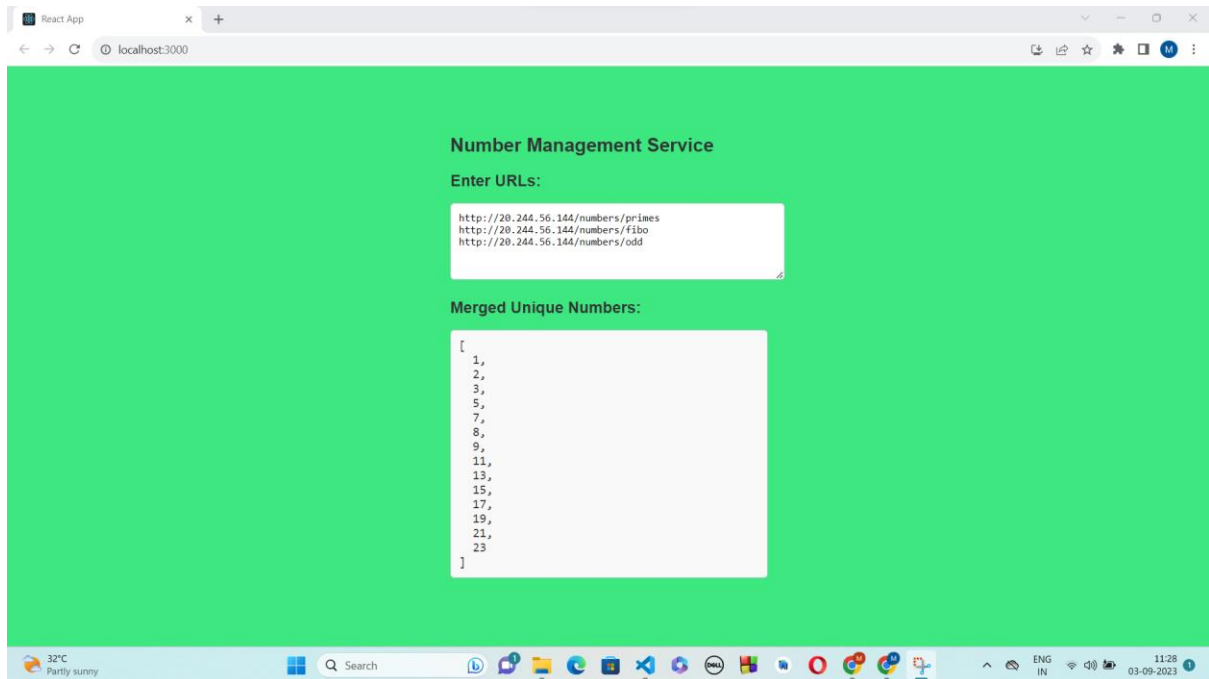 React App
localhost:3000
M
Number Management Service
Enter URLs:
http://20.244.56.144/numbers/primes
http://20.244.56.144/numbers/fibo
http://20.244.56.144/numbers/odd
Merged Unique Numbers:
[
1,
2,
3,
5,
7,
8,
9,
11,
13,
15,
17,
19,
21,
23
]
32°C
Partly sunny
Search
1
DELL
M
M
ENG
IN
11:28
03-09-2023
1